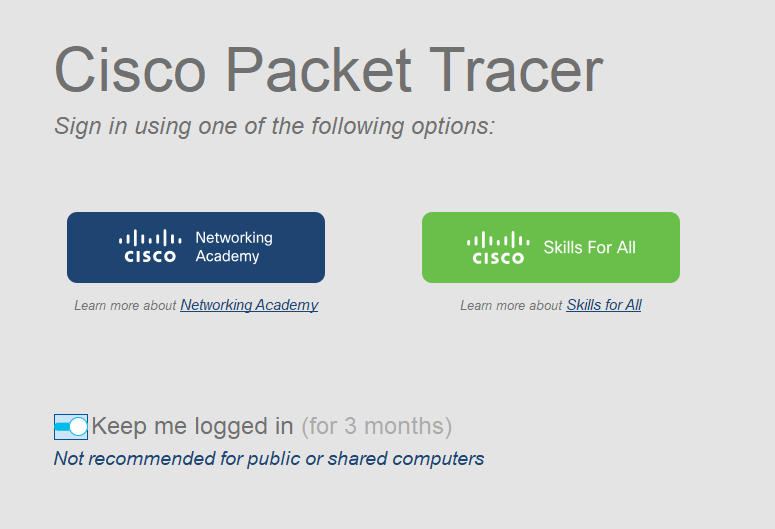 Cisco Packet Tracer
Sign in using one of the following options:
CISCO Networking Academy
CISCO Skills For All
Learn more about Networking Academy
Learn more about Skills for All
Keep me logged in (for 3 months)
Not recommended for public or shared computers